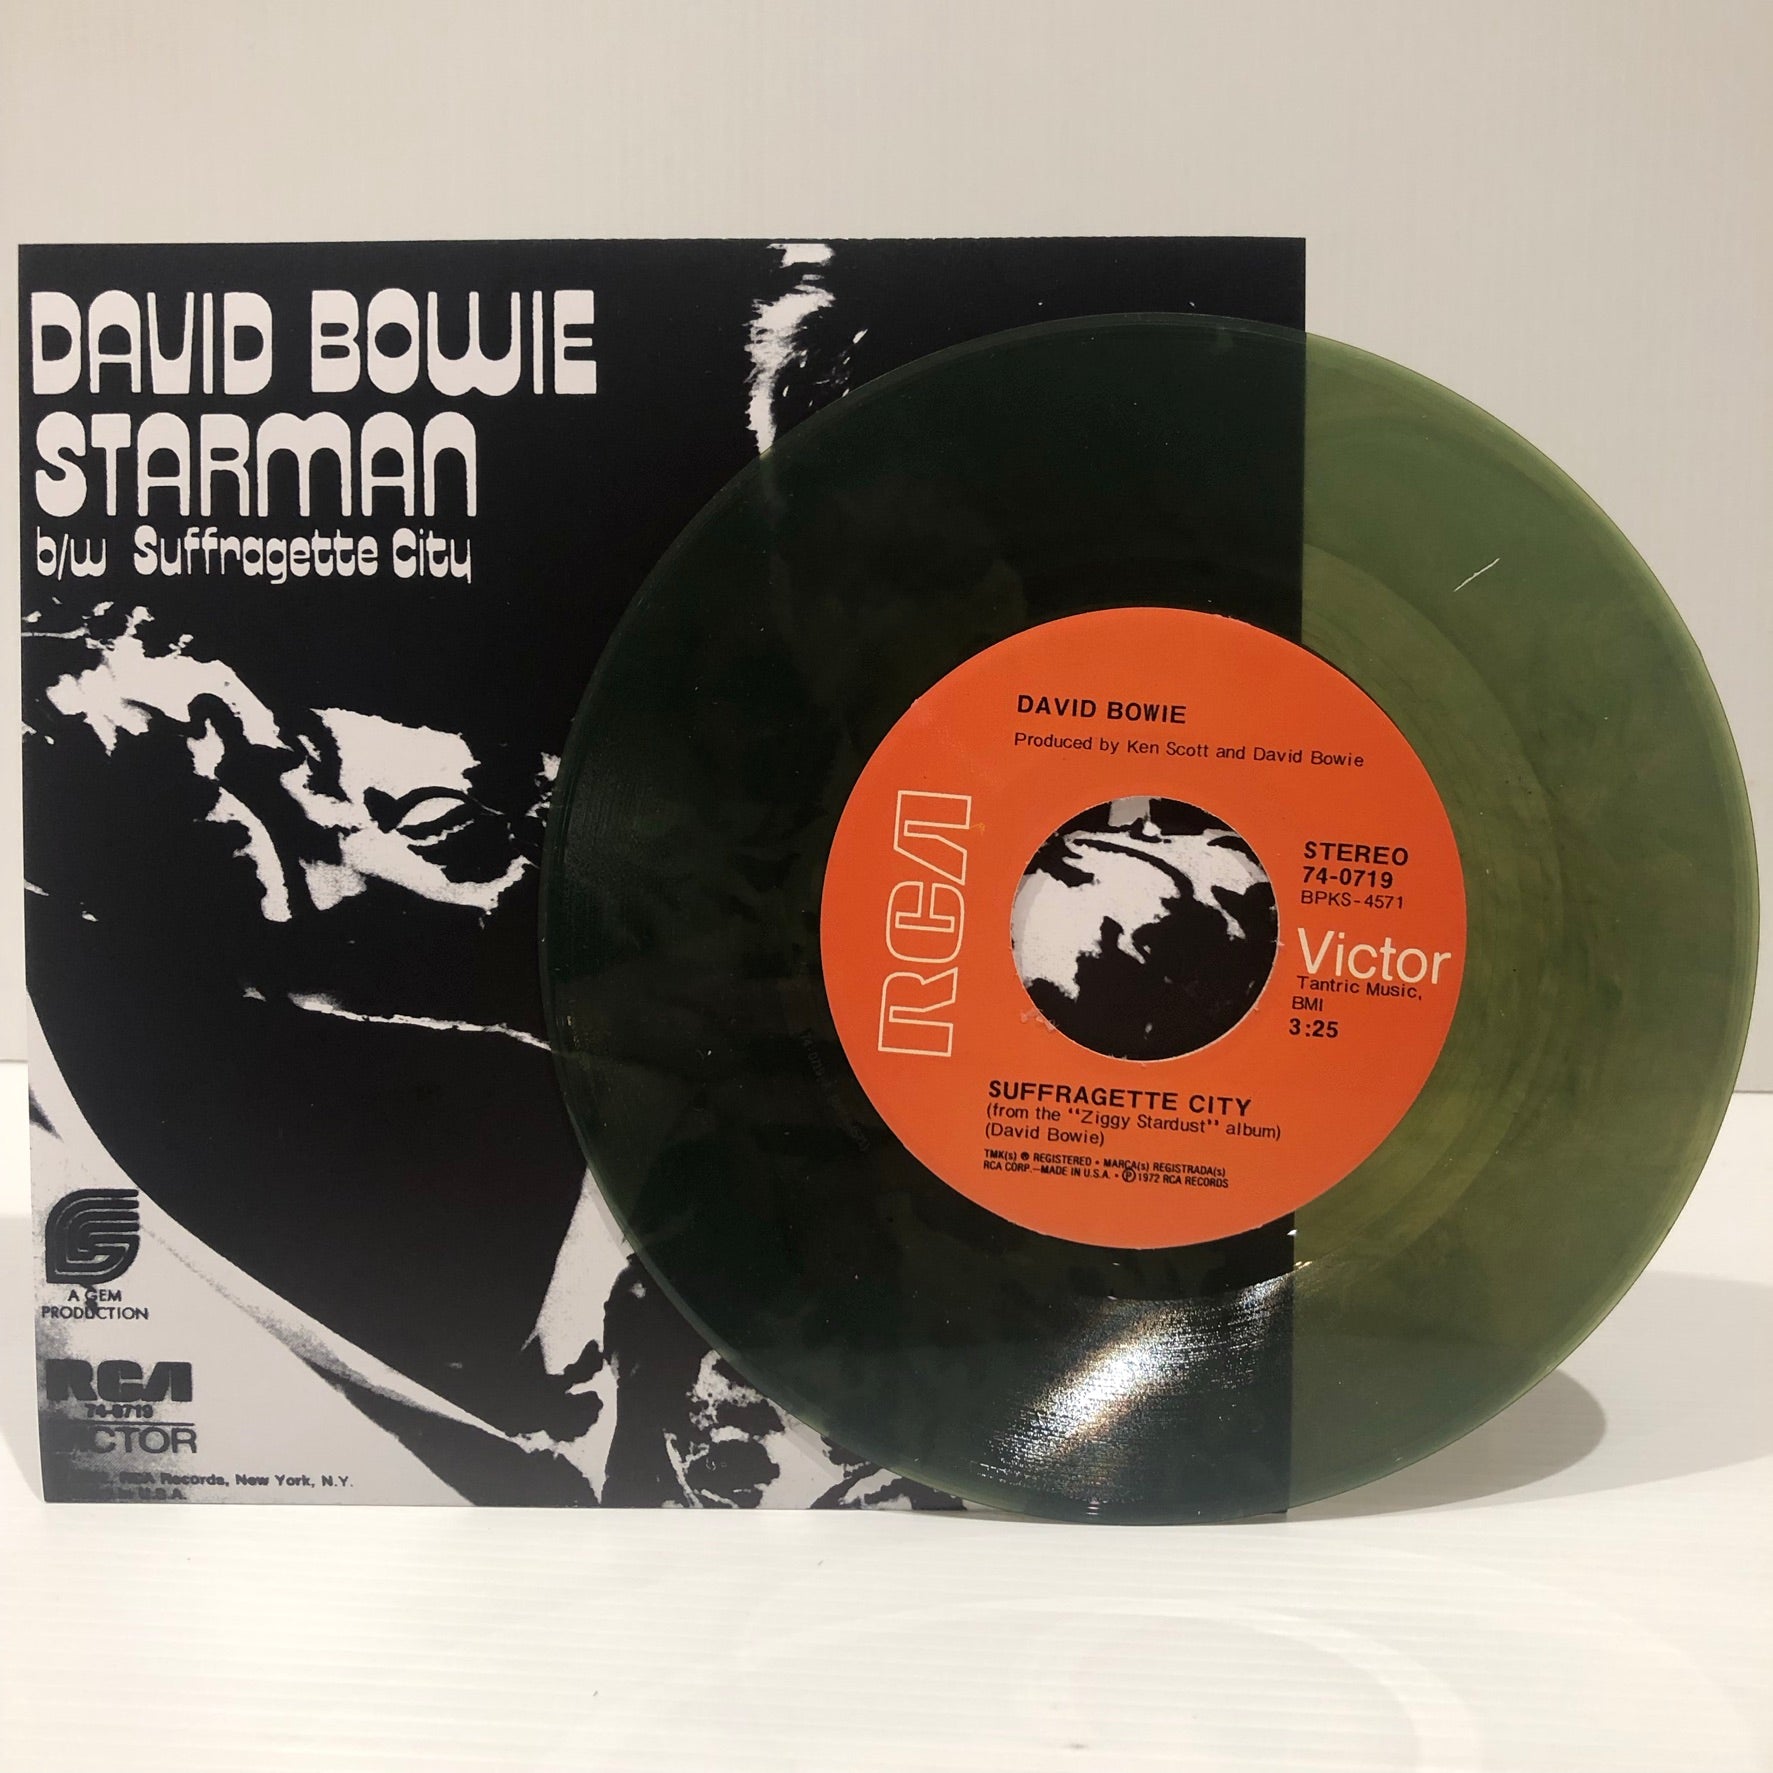 DAVID BOWIE
STARMAN
b/w Suffragette City
A GEM
PRODUCTION
RCA
74-0719
VICTOR
RCA Records, New York, N.Y.
U.S.A.
DAVID BOWIE
Produced by Ken Scott and David Bowie
RCA
STEREO
74-0719
BPKS-4571
Victor
Tantric Music,
BMI
3:25
SUFFRAGETTE CITY
(from the "Ziggy Stardust" album)
(David Bowie)
TMK(s) ® REGISTERED • MARCA(s) REGISTRADA(s)
RCA CORP.—MADE IN U.S.A. • ℗ 1972 RCA RECORDS